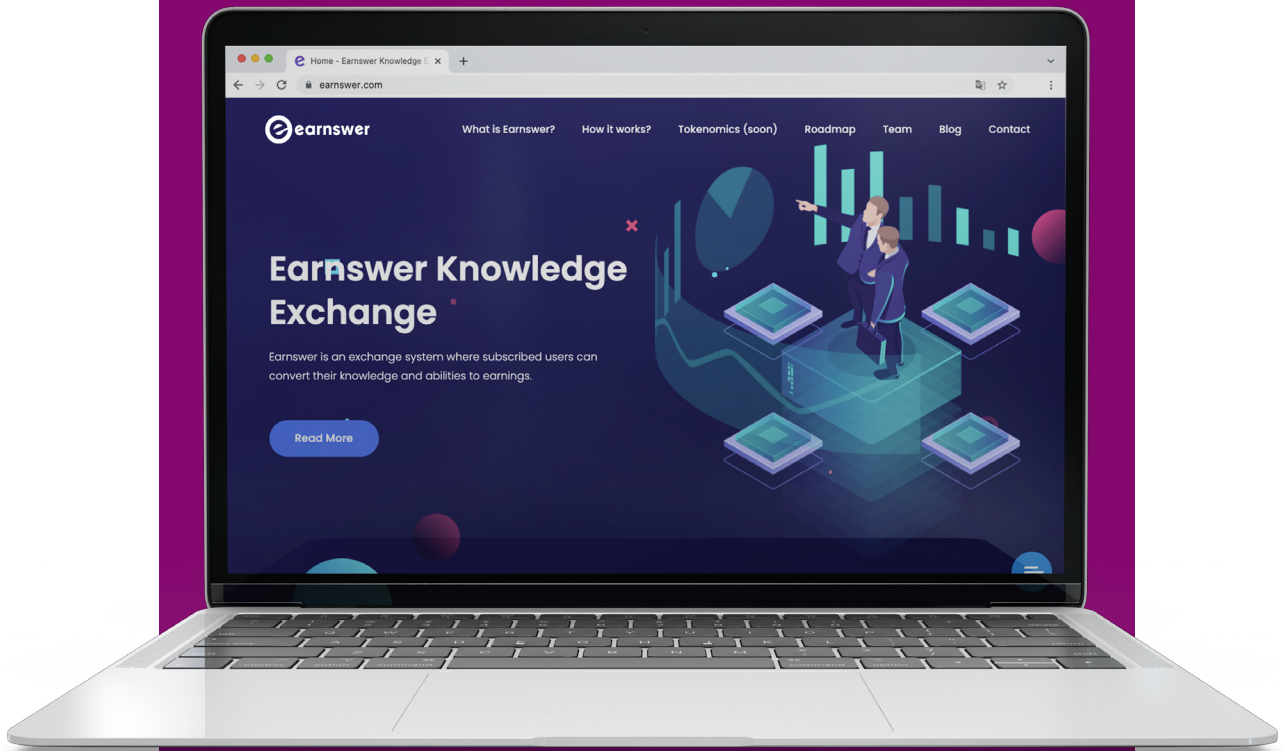 Home - Earnswer Knowledge
earnswer.com
earnswer
What is Earnswer?
How it works?
Tokenomics (soon)
Roadmap
Team
Blog
Contact
Earnswer Knowledge
Exchange
Earnswer is an exchange system where subscribed users can
convert their knowledge and abilities to earnings.
Read More